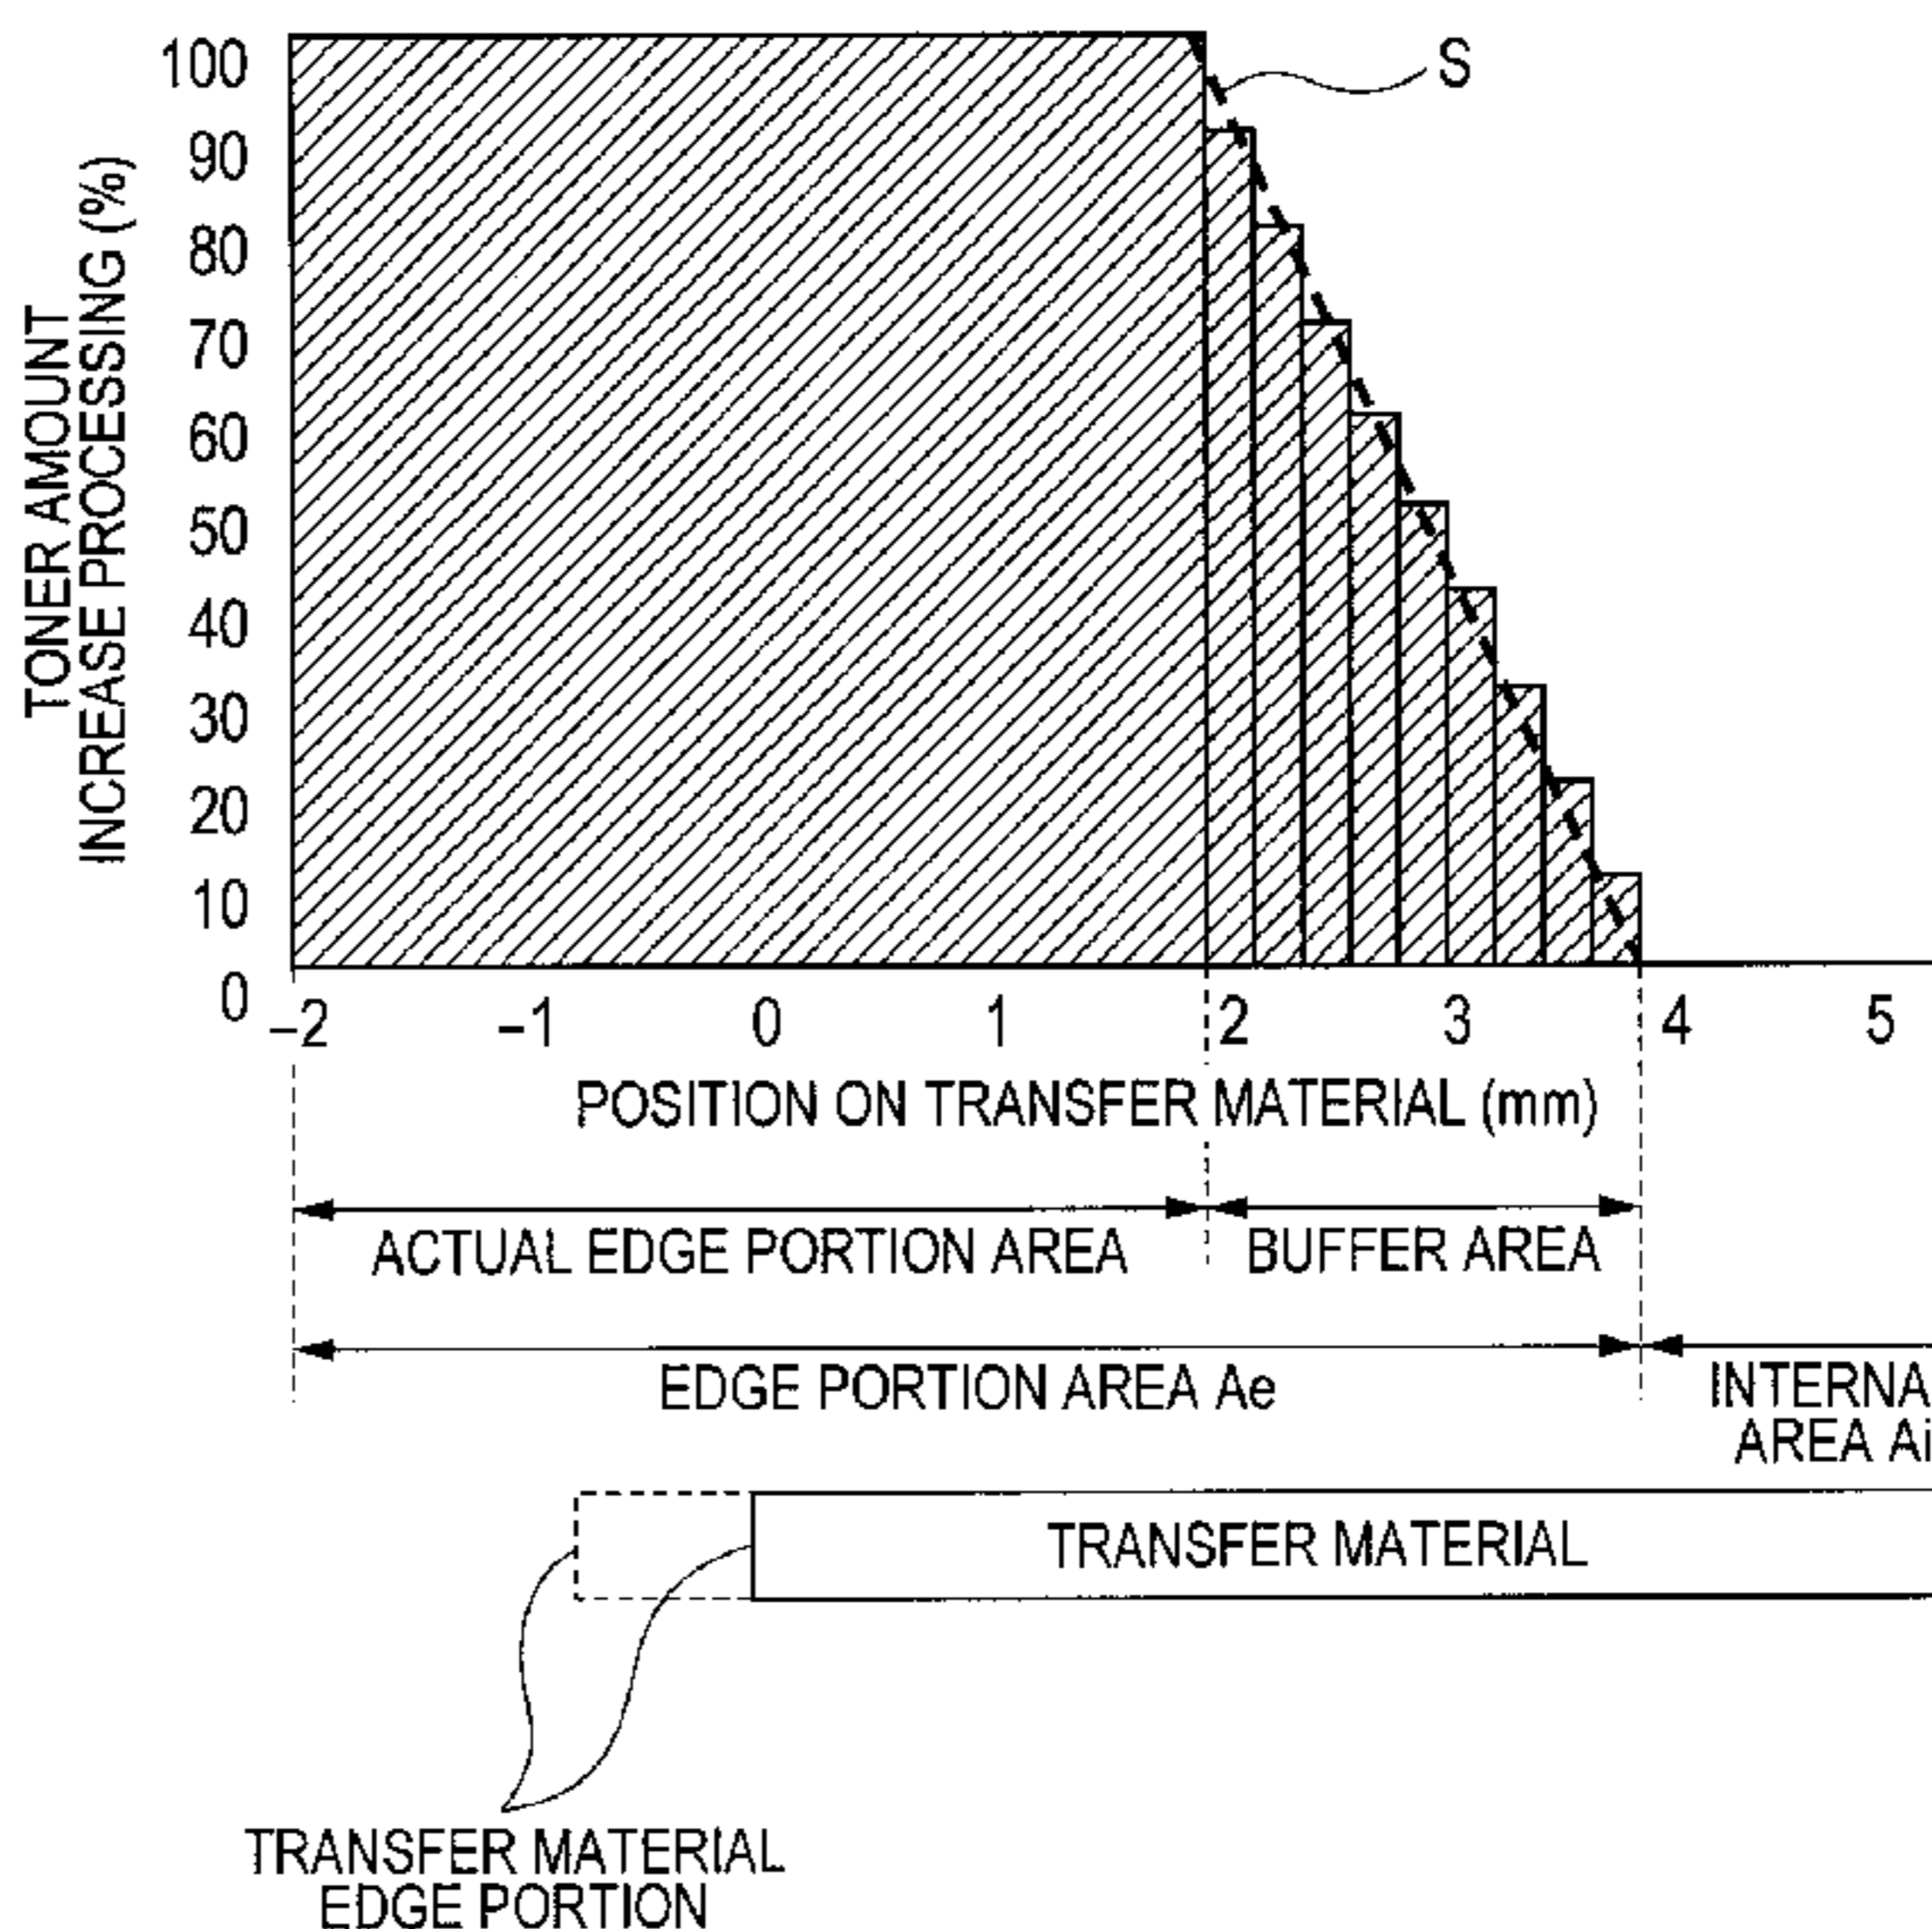 100
90
80
70
60
50
40
30
20
10
0
TONER AMOUNT
INCREASE PROCESSING (%)
S
–2 –1 0 1 2 3 4 5
POSITION ON TRANSFER MATERIAL (mm)
ACTUAL EDGE PORTION AREA BUFFER AREA
EDGE PORTION AREA Ae
INTERNA
AREA Ai
TRANSFER MATERIAL
TRANSFER MATERIAL
EDGE PORTION